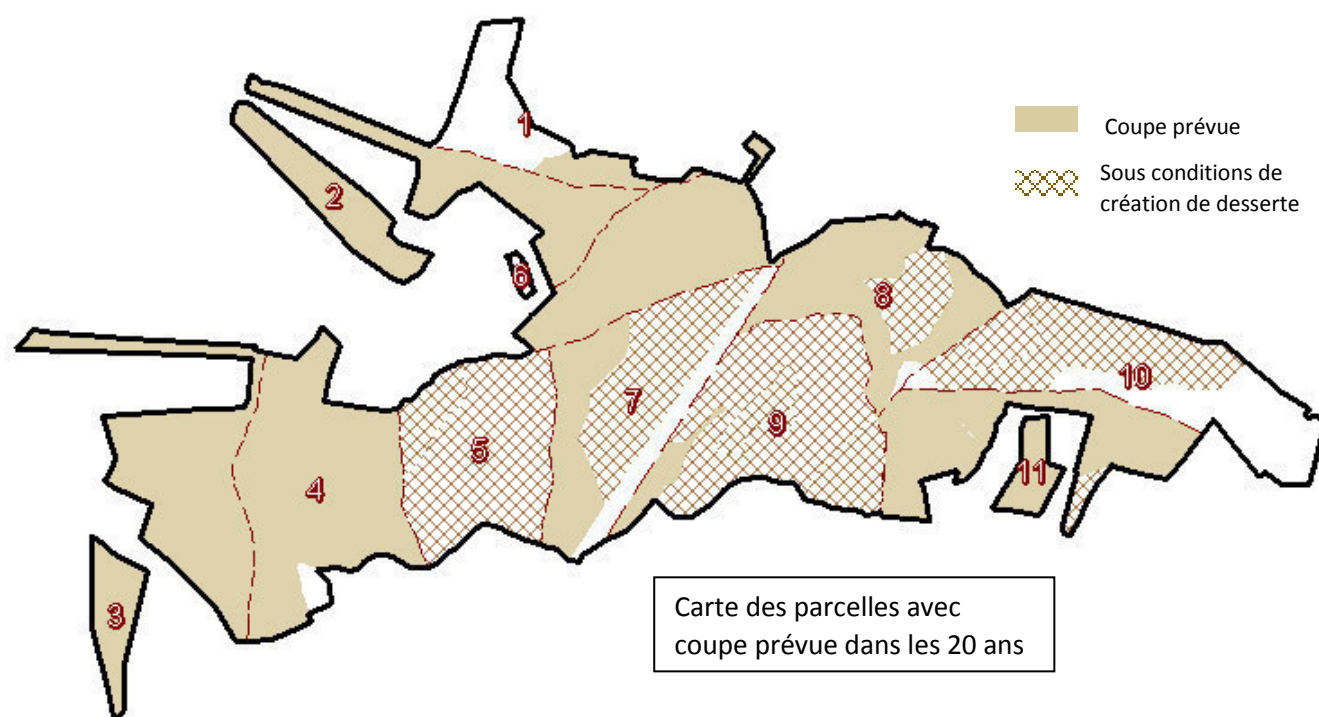 1
Coupe prévue
Sous conditions de
création de desserte
2
6
8
10
7
9
5
11
4
3
Carte des parcelles avec
coupe prévue dans les 20 ans